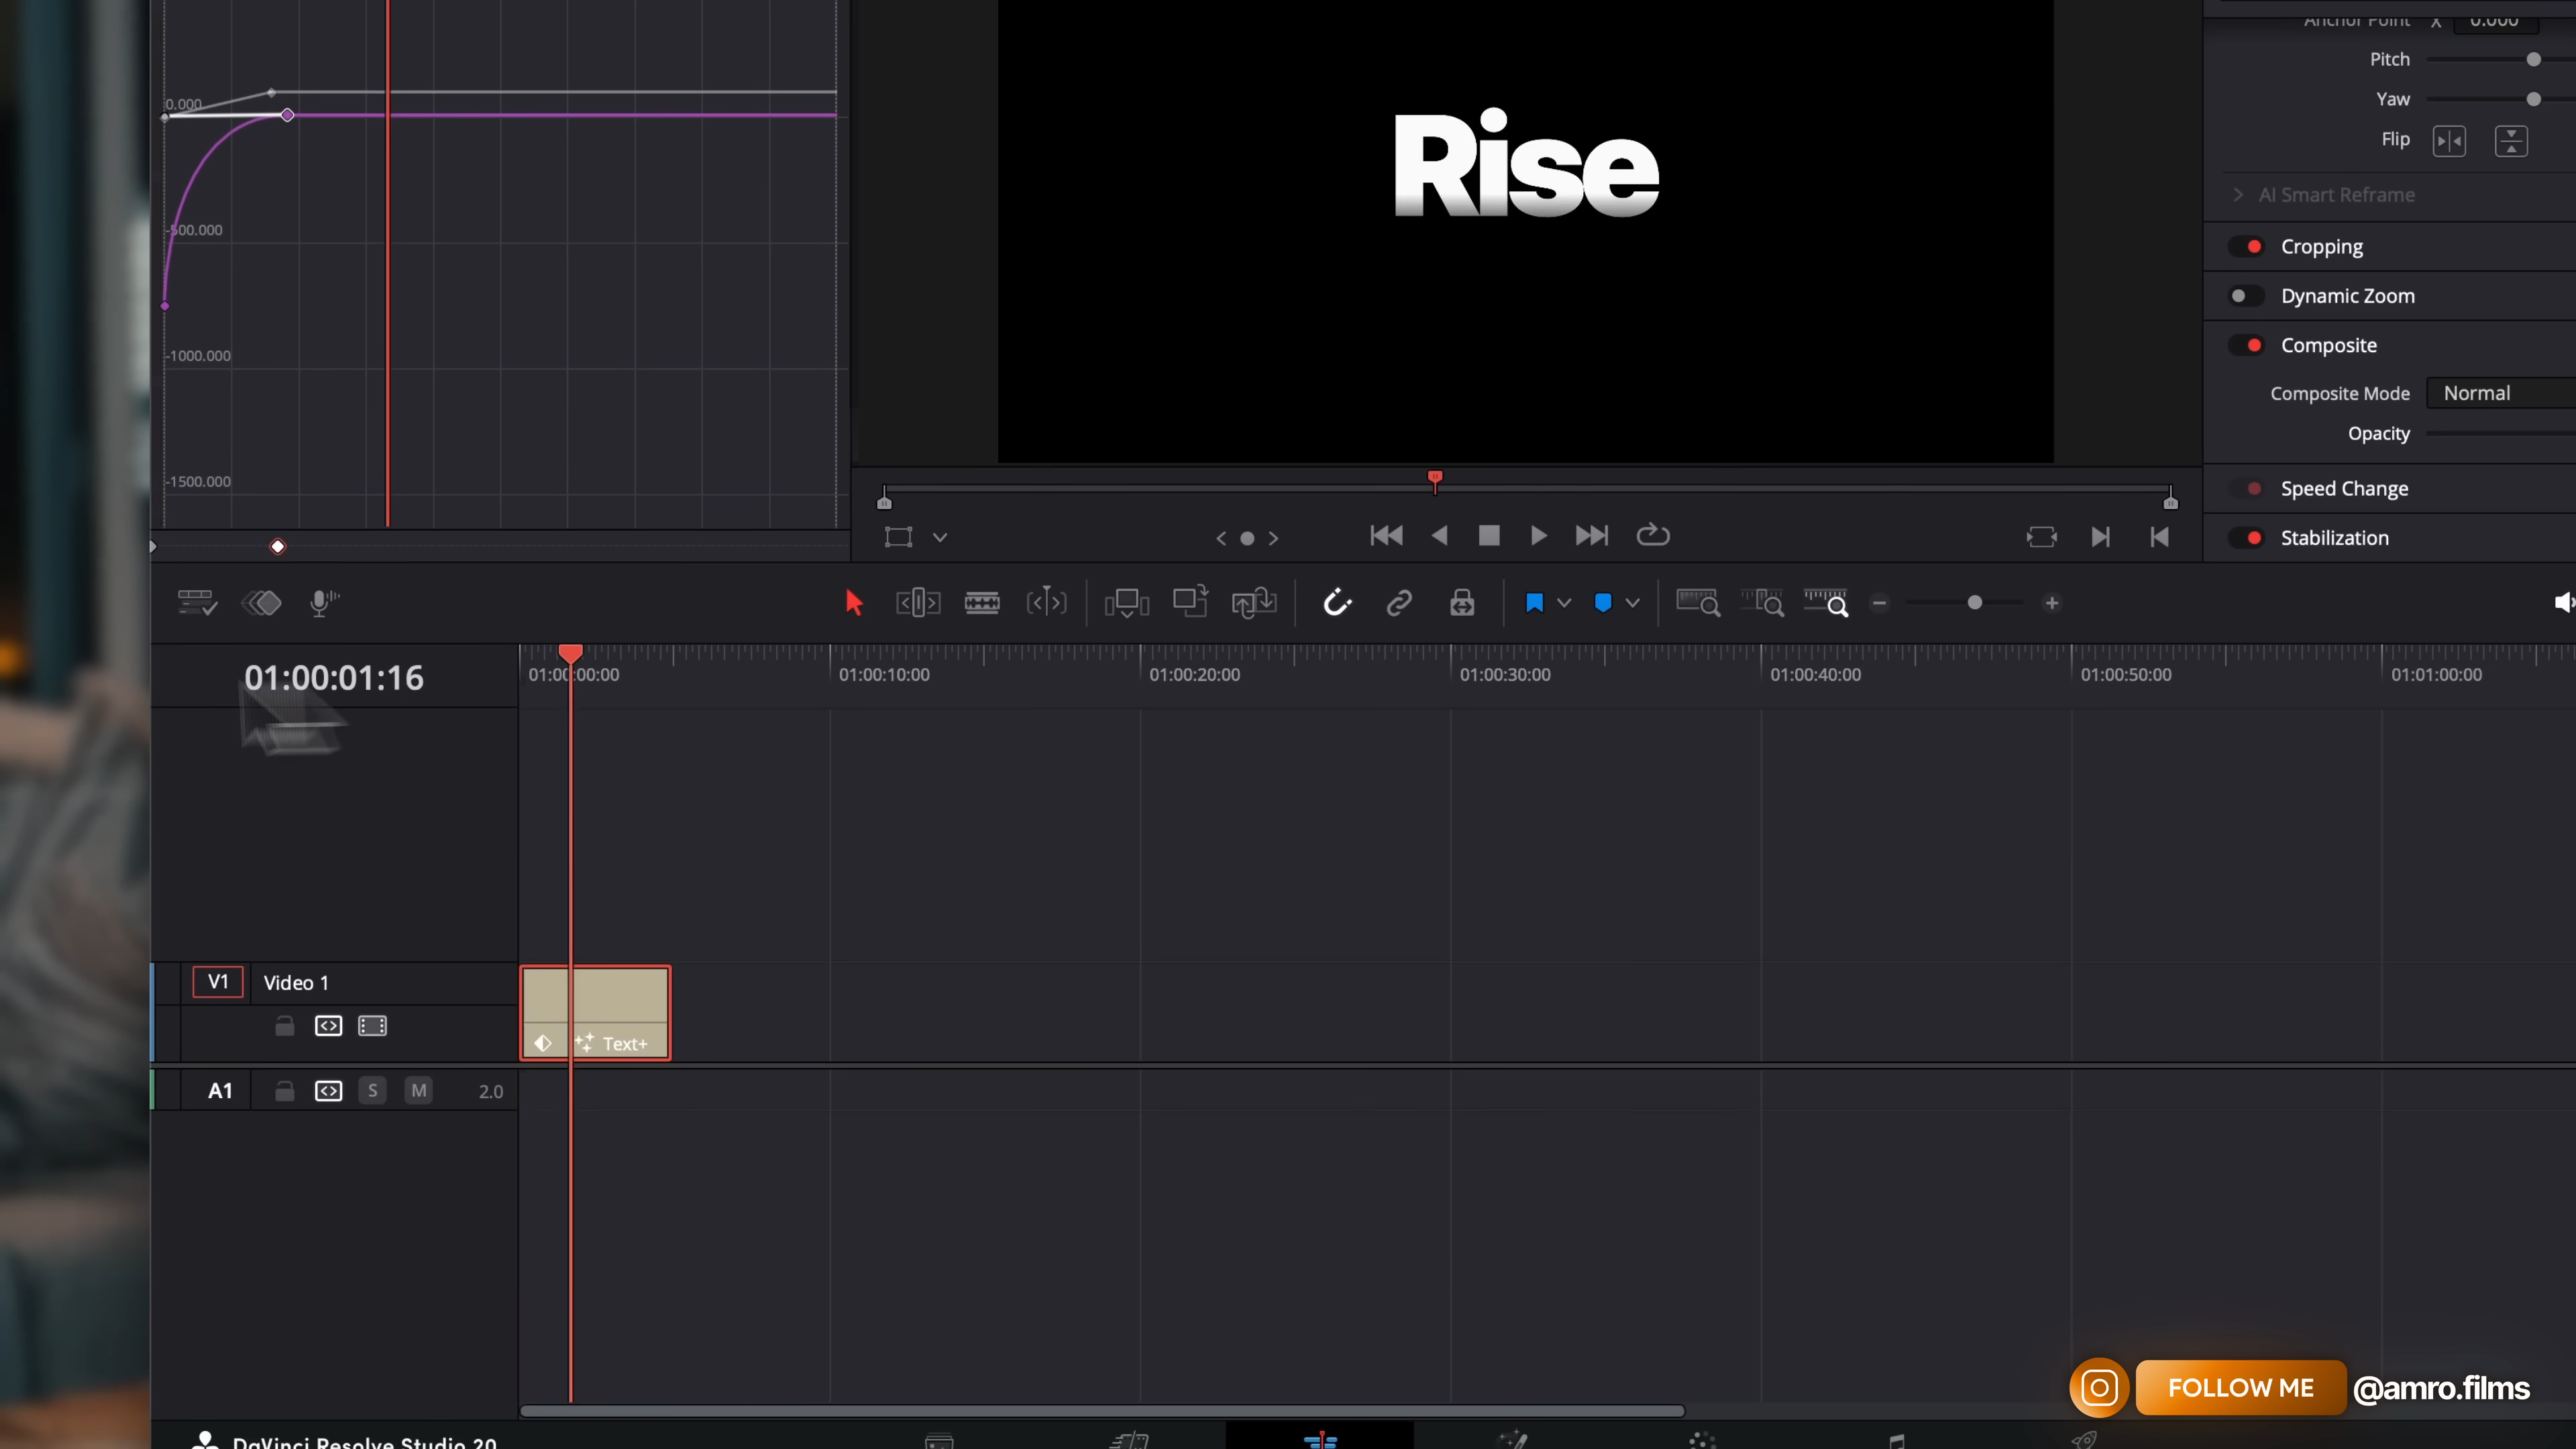 Anchor Point X 0.000
Pitch
Yaw
Flip
AI Smart Reframe
Cropping
Dynamic Zoom
Composite
Composite Mode Normal
Opacity
Speed Change
Stabilization
0.000
-500.000
-1000.000
-1500.000
Rise
01:00:01:16
01:00:00:00 01:00:10:00 01:00:20:00 01:00:30:00 01:00:40:00 01:00:50:00 01:01:00:00
V1 Video 1
Text+
A1 S M 2.0
FOLLOW ME @amro.films
DaVinci Resolve Studio 20